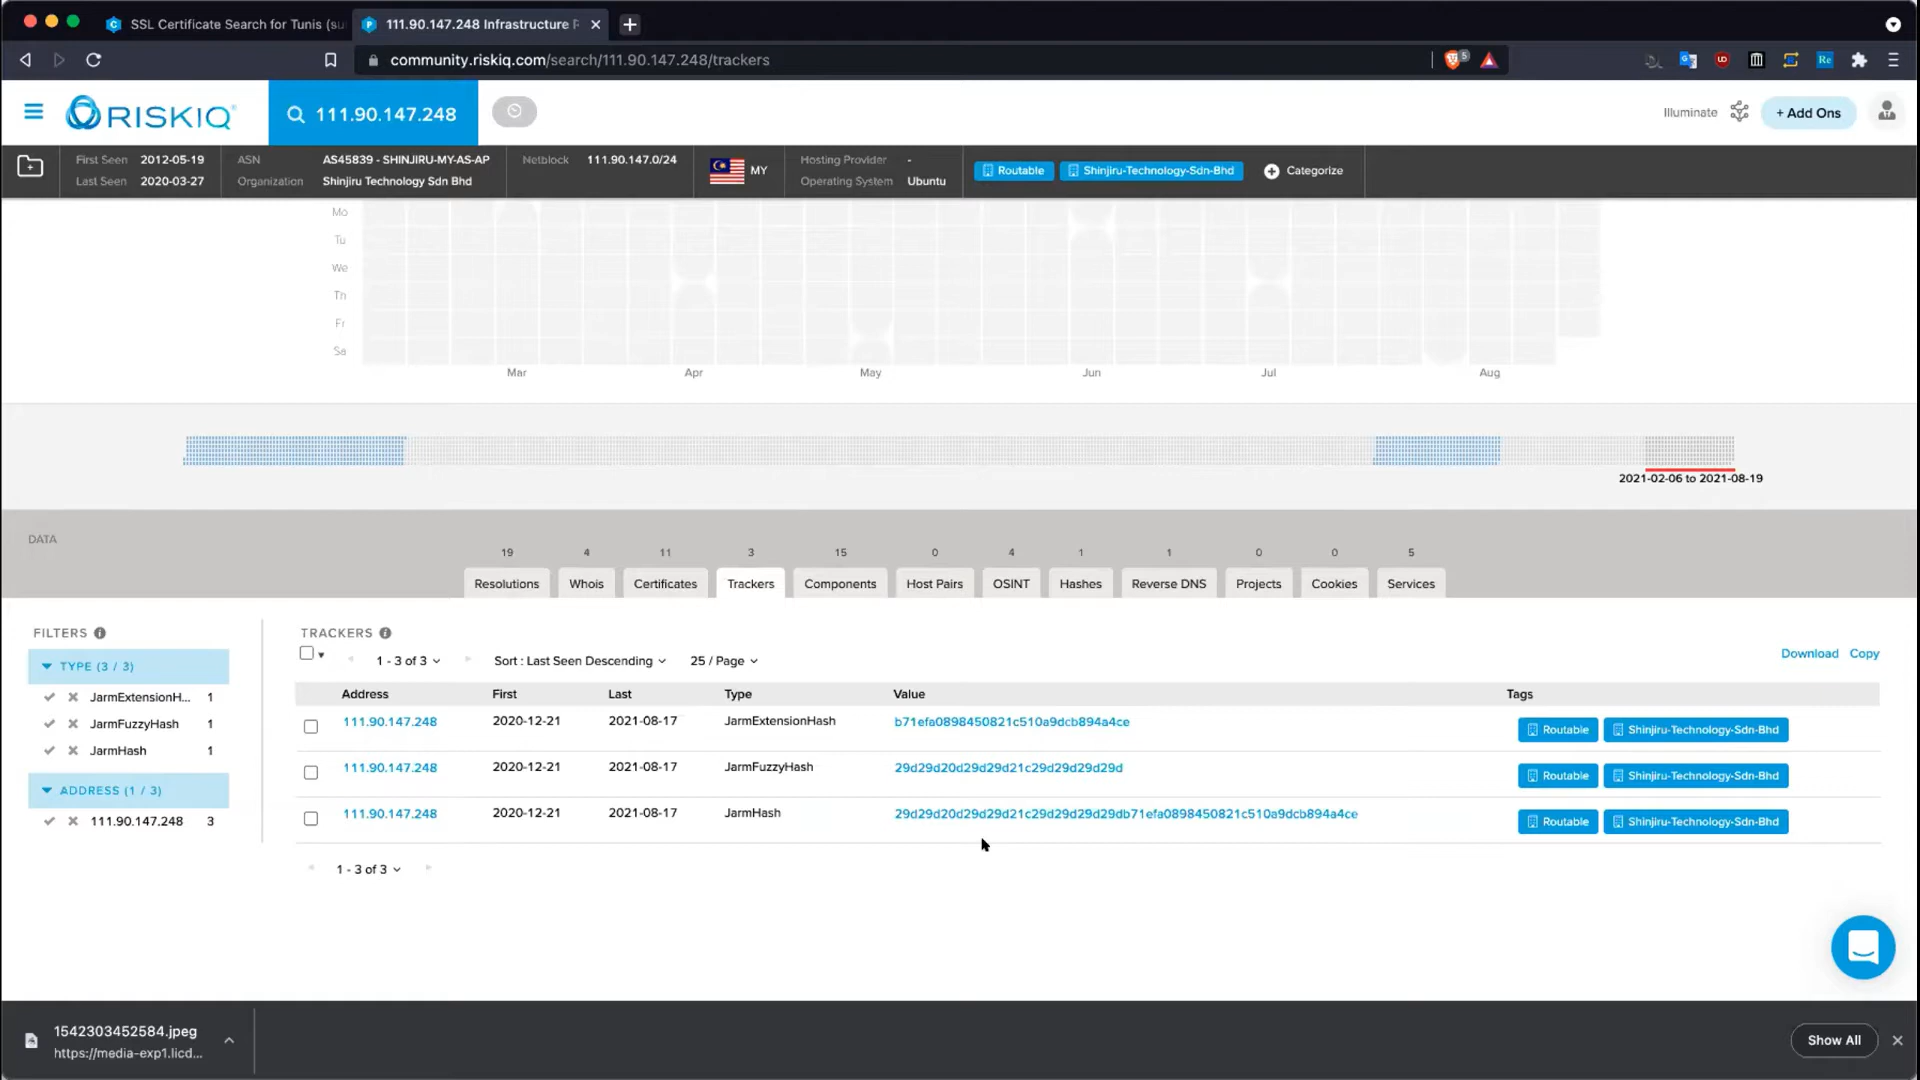 SSL Certificate Search for Tunis (su
111.90.147.248 Infrastructure
community.riskiq.com/search/111.90.147.248/trackers
5
Re
RISKIQ
111.90.147.248
Illuminate
+ Add Ons
First Seen 2012-05-19
Last Seen 2020-03-27
ASN AS45839 - SHINJIRU-MY-AS-AP
Organization Shinjiru Technology Sdn Bhd
Netblock 111.90.147.0/24
MY
Hosting Provider -
Operating System Ubuntu
Routable
Shinjiru-Technology-Sdn-Bhd
Categorize
Mo
Tu
We
Th
Fr
Sa
Mar Apr May Jun Jul Aug
2021-02-06 to 2021-08-19
DATA
19 4 11 3 15 0 4 1 1 0 0 5
Resolutions Whois Certificates Trackers Components Host Pairs OSINT Hashes Reverse DNS Projects Cookies Services
FILTERS
TYPE (3 / 3)
JarmExtensionH... 1
JarmFuzzyHash 1
JarmHash 1
ADDRESS (1 / 3)
111.90.147.248 3
TRACKERS
1 - 3 of 3 Sort : Last Seen Descending 25 / Page
Download Copy
Address First Last Type Value Tags
111.90.147.248 2020-12-21 2021-08-17 JarmExtensionHash b71efa0898450821c510a9dcb894a4ce Routable Shinjiru-Technology-Sdn-Bhd
111.90.147.248 2020-12-21 2021-08-17 JarmFuzzyHash 29d29d20d29d29d21c29d29d29d29d Routable Shinjiru-Technology-Sdn-Bhd
111.90.147.248 2020-12-21 2021-08-17 JarmHash 29d29d20d29d29d21c29d29d29d29db71efa0898450821c510a9dcb894a4ce Routable Shinjiru-Technology-Sdn-Bhd
1 - 3 of 3
1542303452584.jpeg
https://media-exp1.licd...
Show All